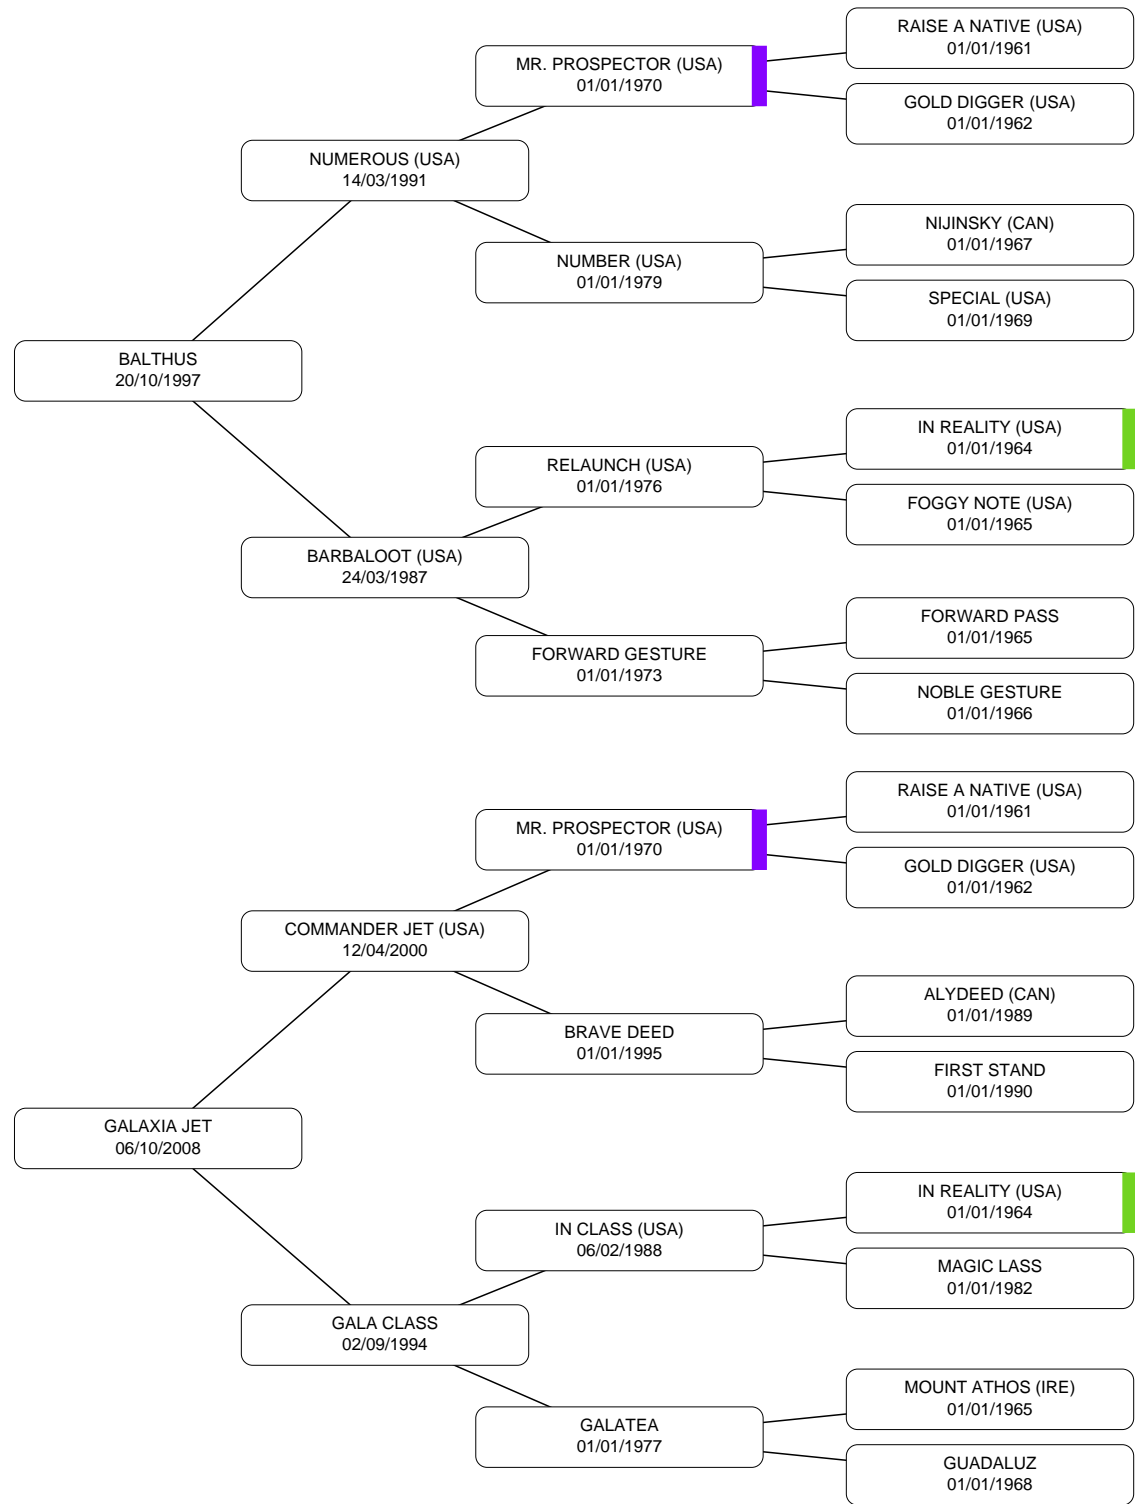 RAISE A NATIVE (USA)
01/01/1961
MR. PROSPECTOR (USA)
01/01/1970
GOLD DIGGER (USA)
01/01/1962
NUMEROUS (USA)
14/03/1991
NIJINSKY (CAN)
01/01/1967
NUMBER (USA)
01/01/1979
SPECIAL (USA)
01/01/1969
BALTHUS
20/10/1997
IN REALITY (USA)
01/01/1964
RELAUNCH (USA)
01/01/1976
FOGGY NOTE (USA)
01/01/1965
BARBALOOT (USA)
24/03/1987
FORWARD PASS
01/01/1965
FORWARD GESTURE
01/01/1973
NOBLE GESTURE
01/01/1966
RAISE A NATIVE (USA)
01/01/1961
MR. PROSPECTOR (USA)
01/01/1970
GOLD DIGGER (USA)
01/01/1962
COMMANDER JET (USA)
12/04/2000
ALYDEED (CAN)
01/01/1989
BRAVE DEED
01/01/1995
FIRST STAND
01/01/1990
GALAXIA JET
06/10/2008
IN REALITY (USA)
01/01/1964
IN CLASS (USA)
06/02/1988
MAGIC LASS
01/01/1982
GALA CLASS
02/09/1994
MOUNT ATHOS (IRE)
01/01/1965
GALATEA
01/01/1977
GUADALUZ
01/01/1968